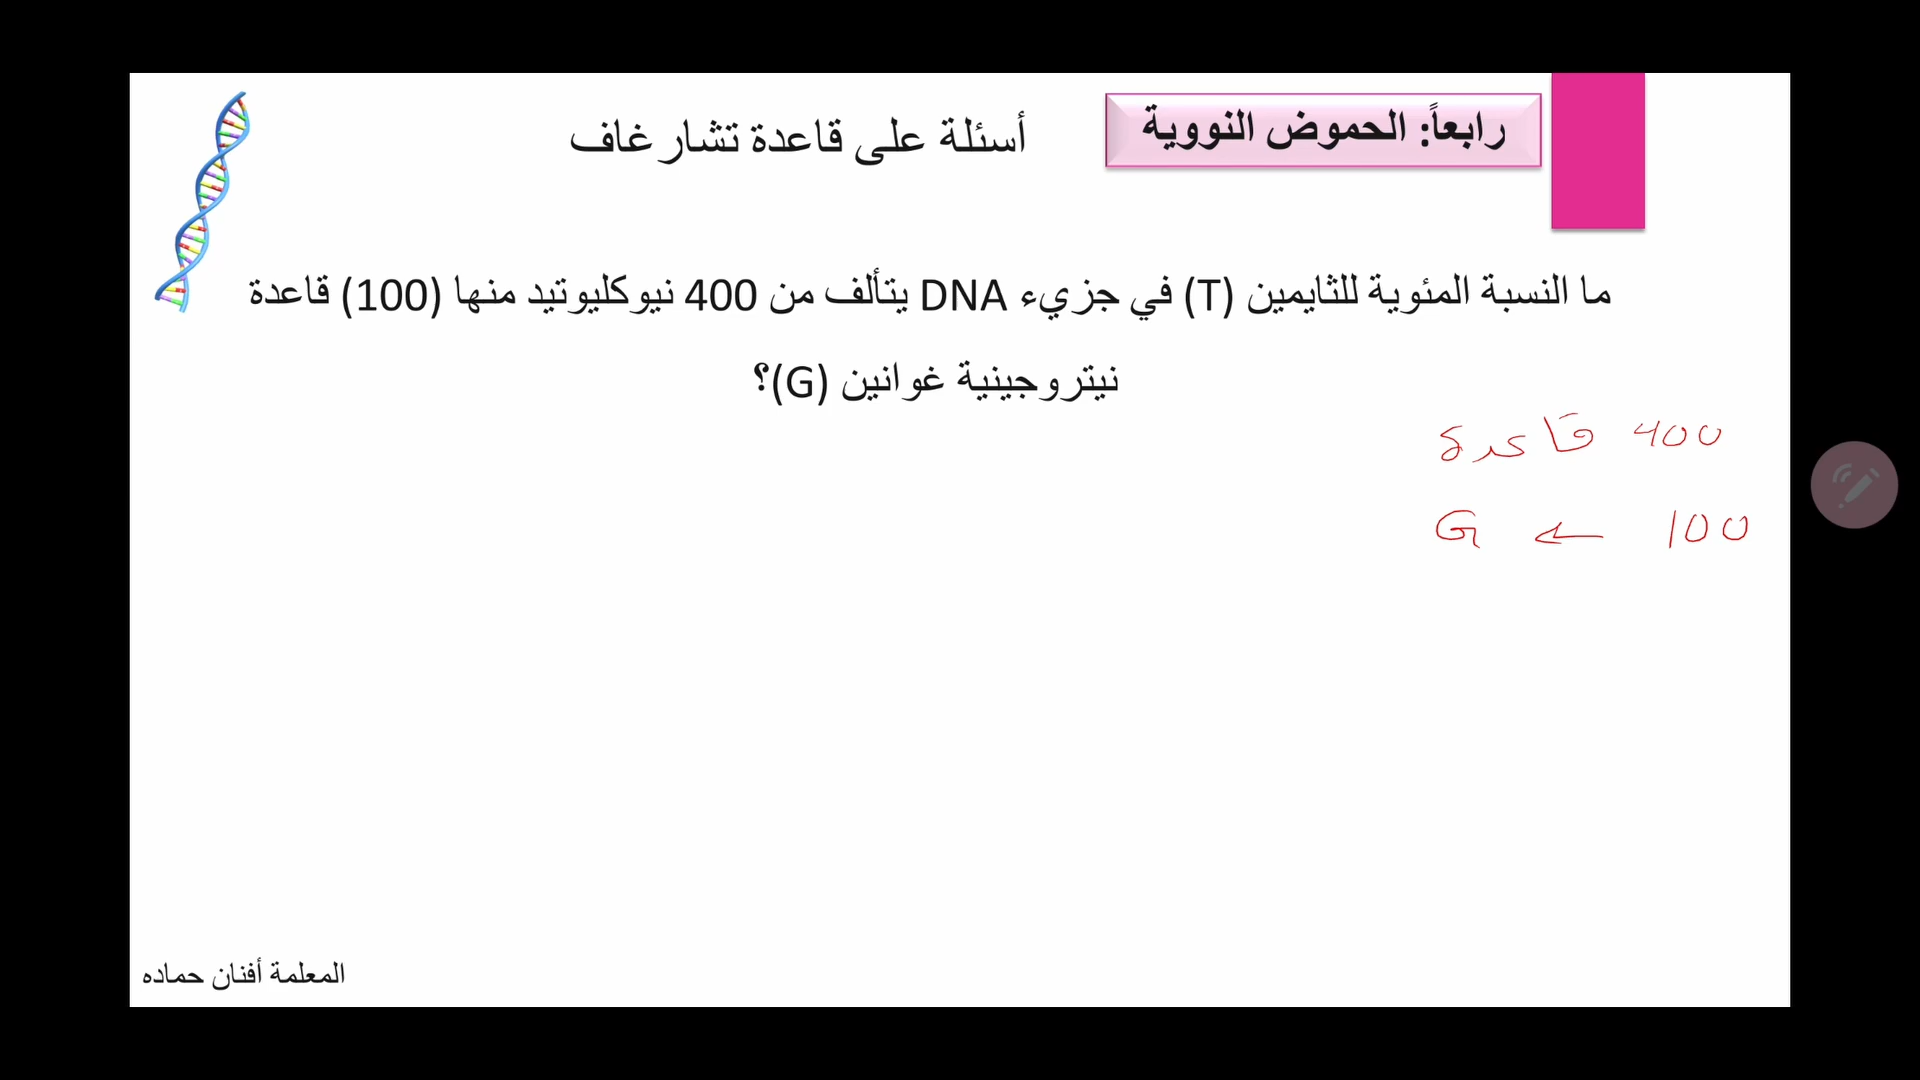 رابعاً: الحموض النووية
أسئلة على قاعدة تشارغاف
ما النسبة المئوية للثايمين (T) في جزيء DNA يتألف من 400 نيوكليوتيد منها (100) قاعدة
نيتروجينية غوانين (G)؟
400 قاعدة
100 ← G
المعلمة أفنان حماده